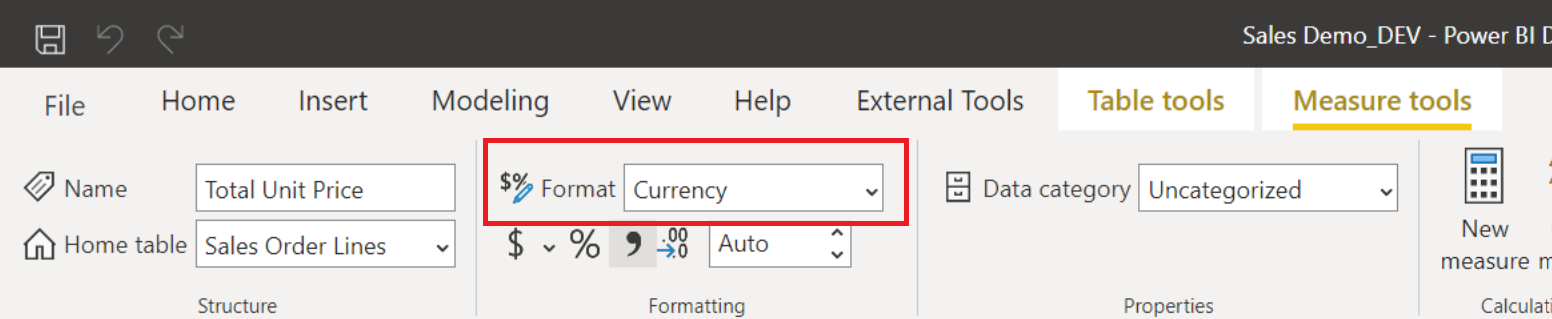 Sales Demo_DEV - Power BI D
File Home Insert Modeling View Help External Tools Table tools Measure tools
Name Total Unit Price $% Format Currency Data category Uncategorized
Home table Sales Order Lines $ % , .00 .0 Auto
New
measure m
Structure Formatting Properties Calculati